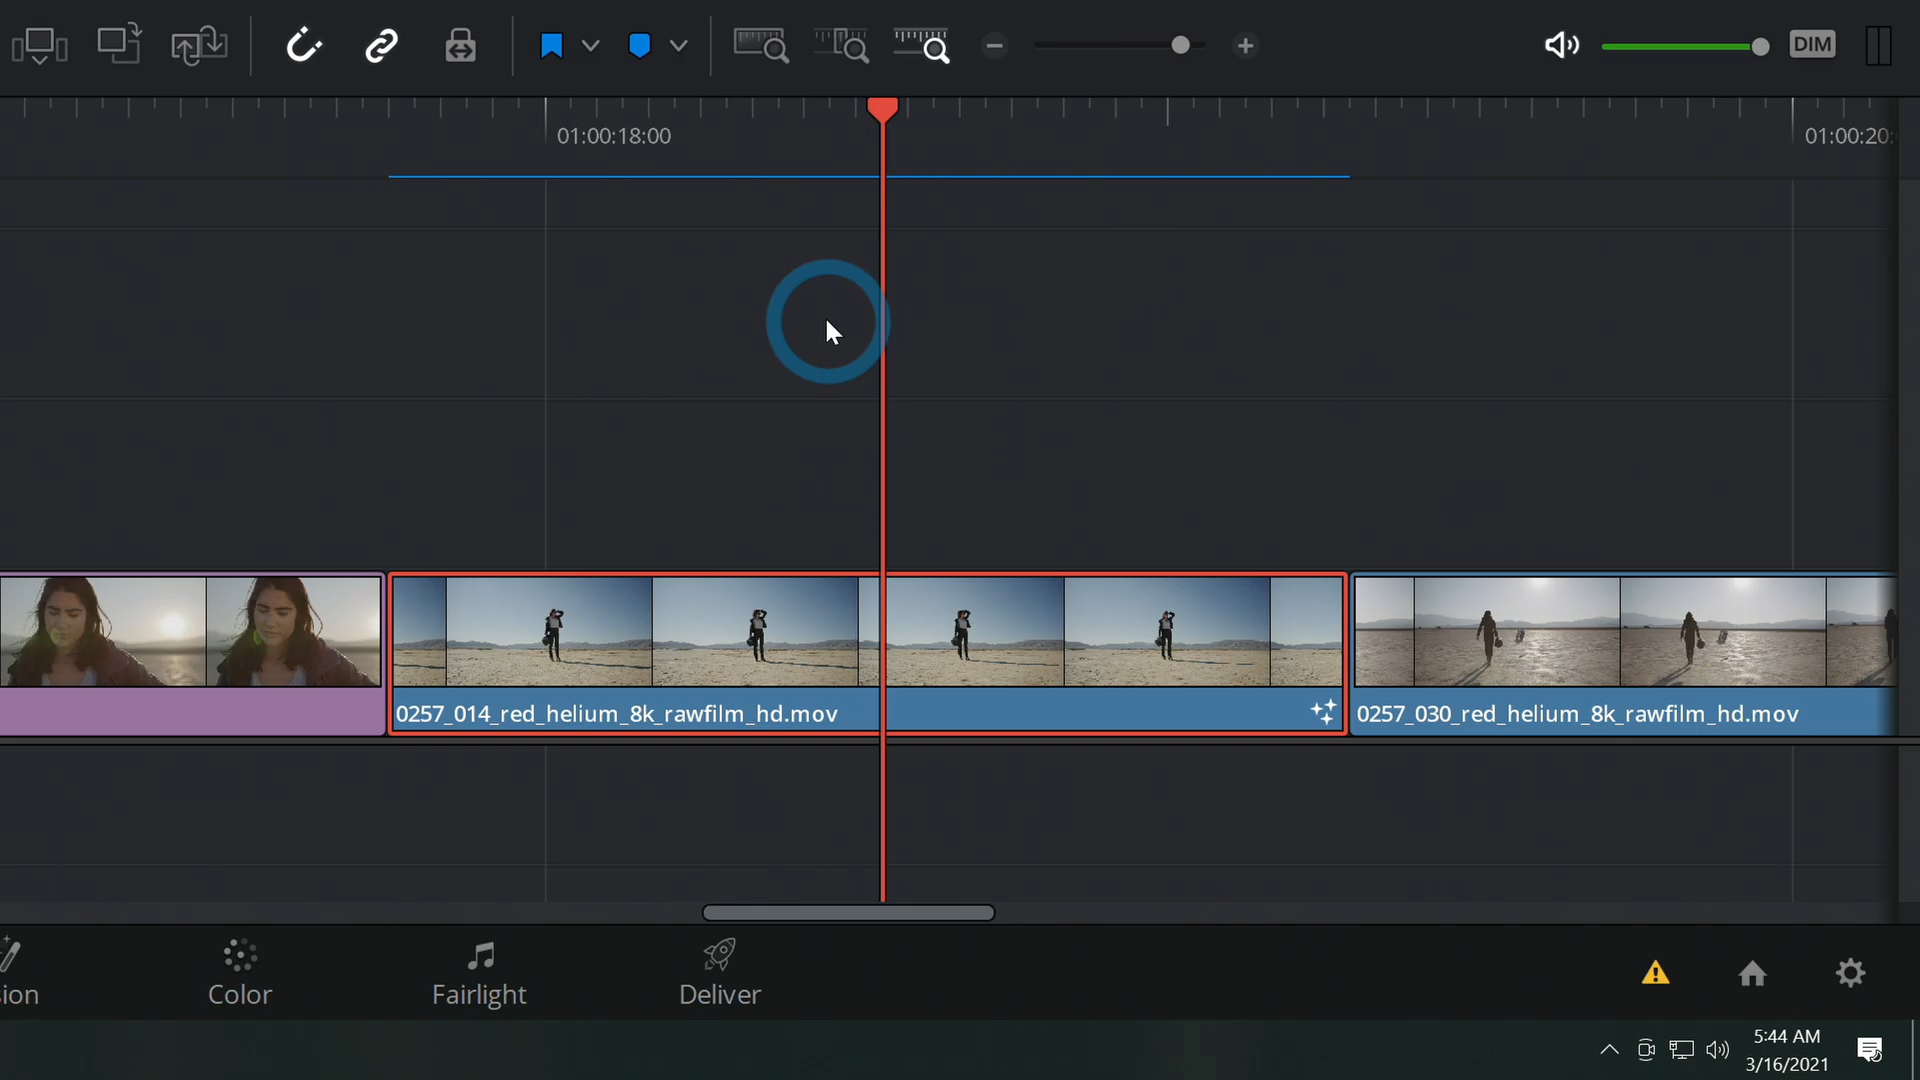 DIM
01:00:18:00
01:00:20:
0257_014_red_helium_8k_rawfilm_hd.mov
0257_030_red_helium_8k_rawfilm_hd.mov
sion
Color
Fairlight
Deliver
5:44 AM
3/16/2021